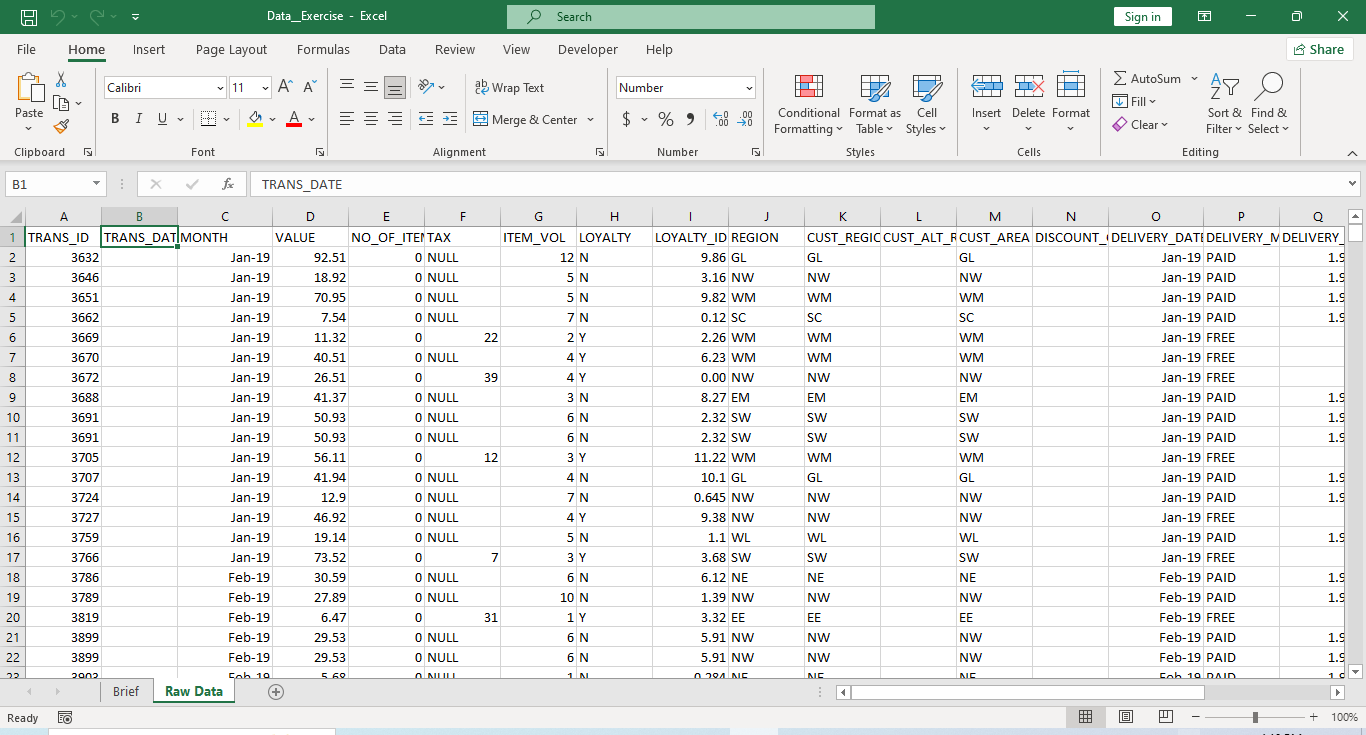 Data__Exercise - Excel
Search
Sign in
File Home Insert Page Layout Formulas Data Review View Developer Help
Share
Paste
Calibri 11
B I U
Wrap Text
Merge & Center
Number
$ % 9
Conditional Formatting
Format as Table
Cell Styles
Insert Delete Format
AutoSum
Fill
Clear
Sort & Filter
Find & Select
Clipboard Font Alignment Number Styles Cells Editing
B1 fx TRANS_DATE
A B C D E F G H I J K L M N O P Q
1 TRANS_ID TRANS_DAT MONTH VALUE NO_OF_ITEM TAX ITEM_VOL LOYALTY LOYALTY_ID REGION CUST_REGIC CUST_ALT_R CUST_AREA DISCOUNT_ DELIVERY_DATE DELIVERY_M DELIVERY_
2 3632 Jan-19 92.51 0 NULL 12 N 9.86 GL GL GL Jan-19 PAID 1.9
3 3646 Jan-19 18.92 0 NULL 5 N 3.16 NW NW NW Jan-19 PAID 1.9
4 3651 Jan-19 70.95 0 NULL 5 N 9.82 WM WM WM Jan-19 PAID 1.9
5 3662 Jan-19 7.54 0 NULL 7 N 0.12 SC SC SC Jan-19 PAID 1.9
6 3669 Jan-19 11.32 0 22 2 Y 2.26 WM WM WM Jan-19 FREE
7 3670 Jan-19 40.51 0 NULL 4 Y 6.23 WM WM WM Jan-19 FREE
8 3672 Jan-19 26.51 0 39 4 Y 0.00 NW NW NW Jan-19 FREE
9 3688 Jan-19 41.37 0 NULL 3 N 8.27 EM EM EM Jan-19 PAID 1.9
10 3691 Jan-19 50.93 0 NULL 6 N 2.32 SW SW SW Jan-19 PAID 1.9
11 3691 Jan-19 50.93 0 NULL 6 N 2.32 SW SW SW Jan-19 PAID 1.9
12 3705 Jan-19 56.11 0 12 3 Y 11.22 WM WM WM Jan-19 FREE
13 3707 Jan-19 41.94 0 NULL 4 N 10.1 GL GL GL Jan-19 PAID 1.9
14 3724 Jan-19 12.9 0 NULL 7 N 0.645 NW NW NW Jan-19 PAID 1.9
15 3727 Jan-19 46.92 0 NULL 4 Y 9.38 NW NW NW Jan-19 FREE
16 3759 Jan-19 19.14 0 NULL 5 N 1.1 WL WL WL Jan-19 PAID 1.9
17 3766 Jan-19 73.52 0 7 3 Y 3.68 SW SW SW Jan-19 FREE
18 3786 Feb-19 30.59 0 NULL 6 N 6.12 NE NE NE Feb-19 PAID 1.9
19 3789 Feb-19 27.89 0 NULL 10 N 1.39 NW NW NW Feb-19 PAID 1.9
20 3819 Feb-19 6.47 0 31 1 Y 3.32 EE EE EE Feb-19 FREE
21 3899 Feb-19 29.53 0 NULL 6 N 5.91 NW NW NW Feb-19 PAID 1.9
22 3899 Feb-19 29.53 0 NULL 6 N 5.91 NW NW NW Feb-19 PAID 1.9
23 3903 Feb-19 5.68 0 NULL 1 N 0.284 NE NE NE Feb-19 PAID 1.9
Brief Raw Data
Ready 100%